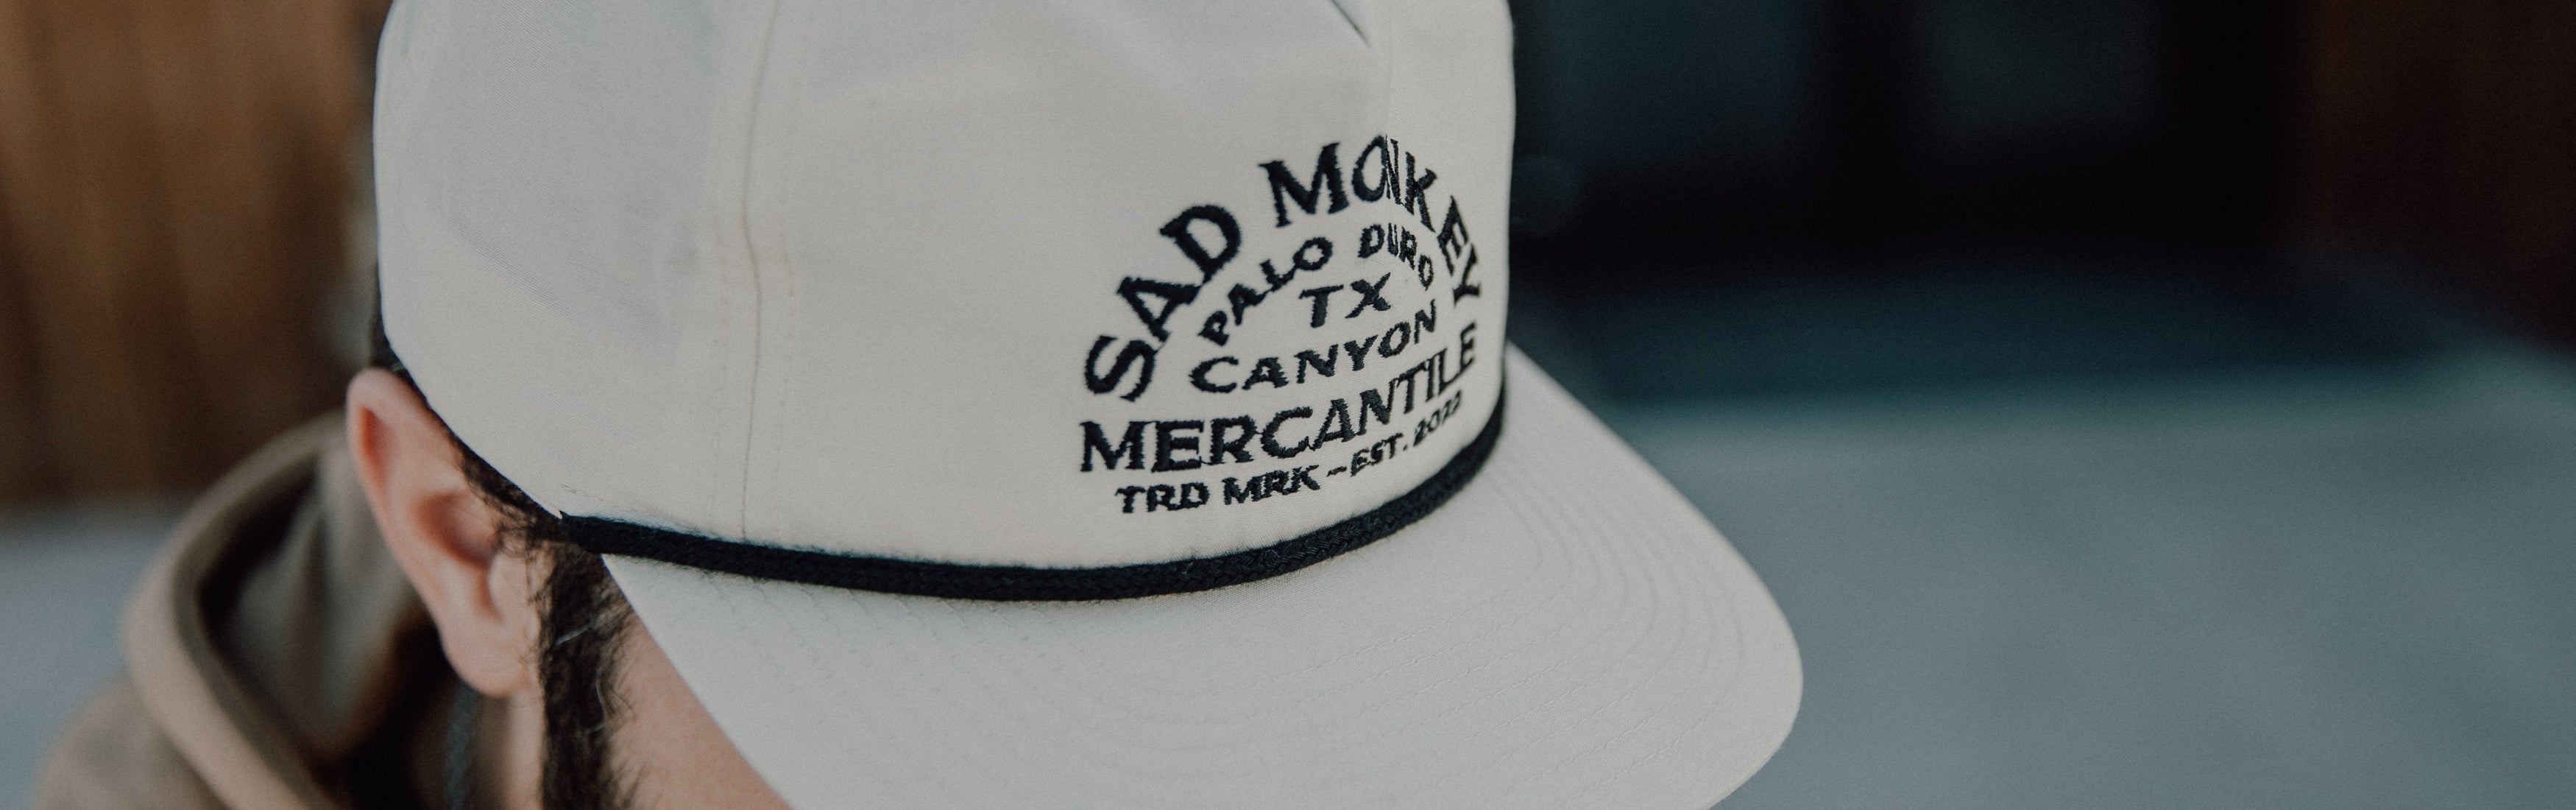 SAD MONKEY
PALO DURO
TX
CANYON
MERCANTILE
TRD MRK ~ EST. 2022